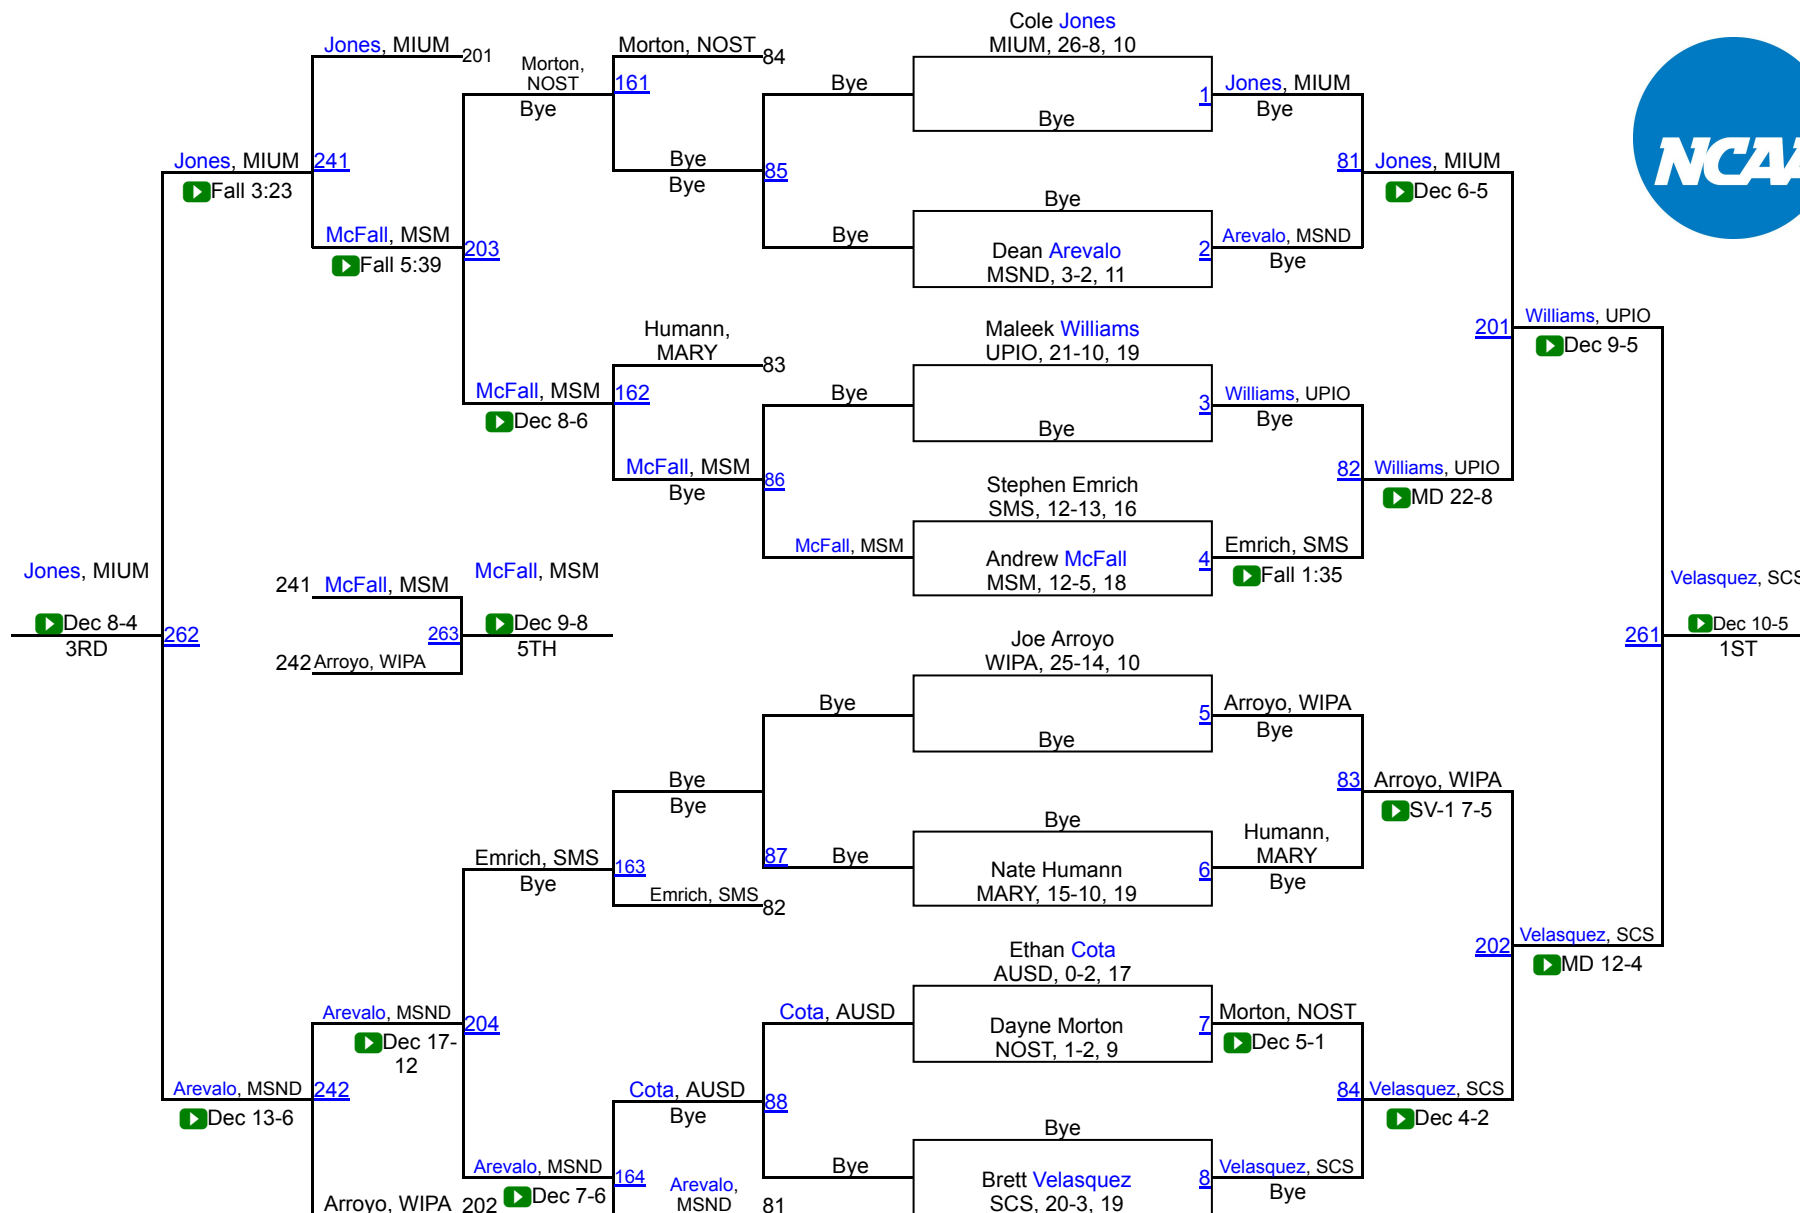 Cole Jones
MIUM, 26-8, 10
Jones, MIUM
201
Morton, NOST
84
Morton,
NOST
Bye
161
Bye
Bye
1
Jones, MIUM
Bye
Jones, MIUM
241
Fall 3:23
Bye
Bye
85
81
Jones, MIUM
Dec 6-5
NCAA
McFall, MSM
203
Fall 5:39
Bye
Bye
Dean Arevalo
MSND, 3-2, 11
2
Arevalo, MSND
Bye
Humann,
MARY
83
Maleek Williams
UPIO, 21-10, 19
201
Williams, UPIO
Dec 9-5
McFall, MSM
162
Dec 8-6
Bye
Bye
3
Williams, UPIO
Bye
McFall, MSM
Bye
86
Stephen Emrich
SMS, 12-13, 16
82
Williams, UPIO
MD 22-8
McFall, MSM
Andrew McFall
MSM, 12-5, 18
4
Emrich, SMS
Fall 1:35
Jones, MIUM
Dec 8-4
3RD
262
241 McFall, MSM
263
242 Arroyo, WIPA
McFall, MSM
Dec 9-8
5TH
Velasquez, SCS
261
Dec 10-5
1ST
Joe Arroyo
WIPA, 25-14, 10
Bye
Bye
5
Arroyo, WIPA
Bye
Bye
Bye
83
Arroyo, WIPA
SV-1 7-5
Emrich, SMS
Bye
163
Emrich, SMS
82
87
Bye
Bye
Nate Humann
MARY, 15-10, 19
6
Humann,
MARY
Bye
Ethan Cota
AUSD, 0-2, 17
202
Velasquez, SCS
MD 12-4
Arevalo, MSND
204
Dec 17-
12
Cota, AUSD
Dayne Morton
NOST, 1-2, 9
7
Morton, NOST
Dec 5-1
Arevalo, MSND
242
Dec 13-6
Cota, AUSD
Bye
88
84
Velasquez, SCS
Dec 4-2
Arevalo, MSND
164
Dec 7-6
Bye
Bye
Brett Velasquez
SCS, 20-3, 19
8
Velasquez, SCS
Bye
Arroyo, WIPA 202
Arevalo,
MSND
81